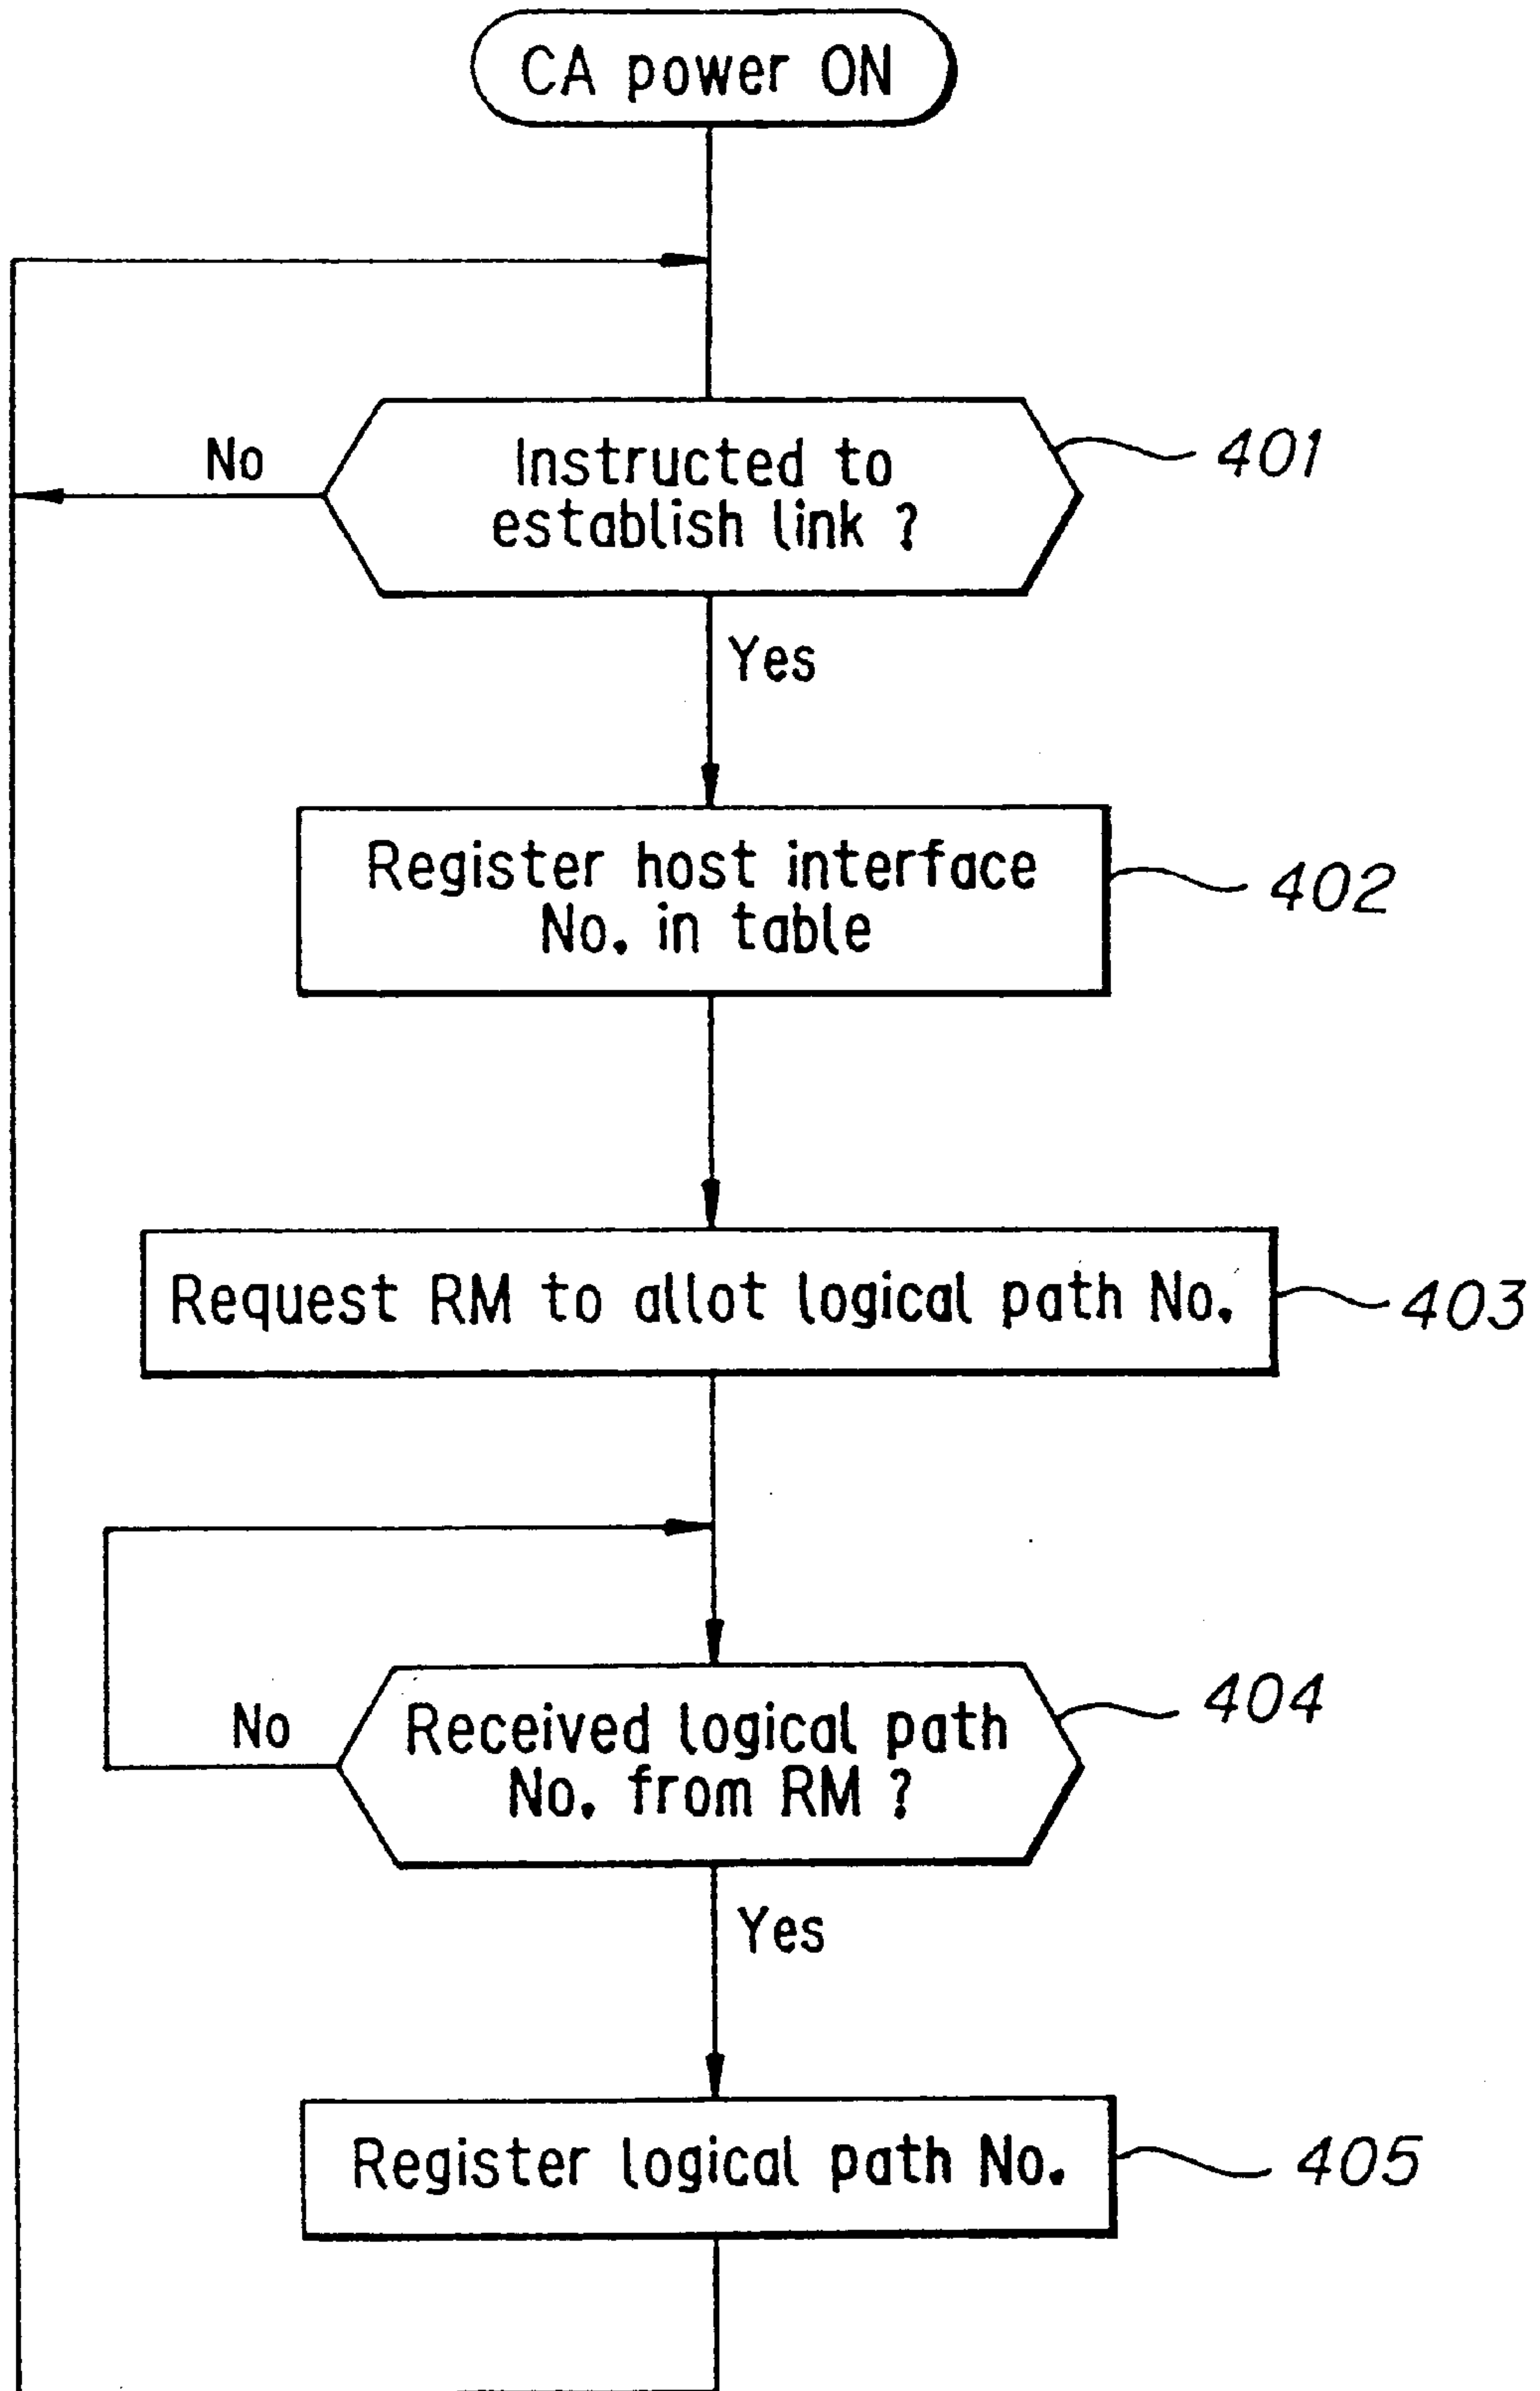 CA power ON
No
Instructed to
establish link ?
401
Yes
Register host interface
No. in table
402
Request RM to allot logical path No.
403
No
Received logical path
No. from RM ?
404
Yes
Register logical path No.
405